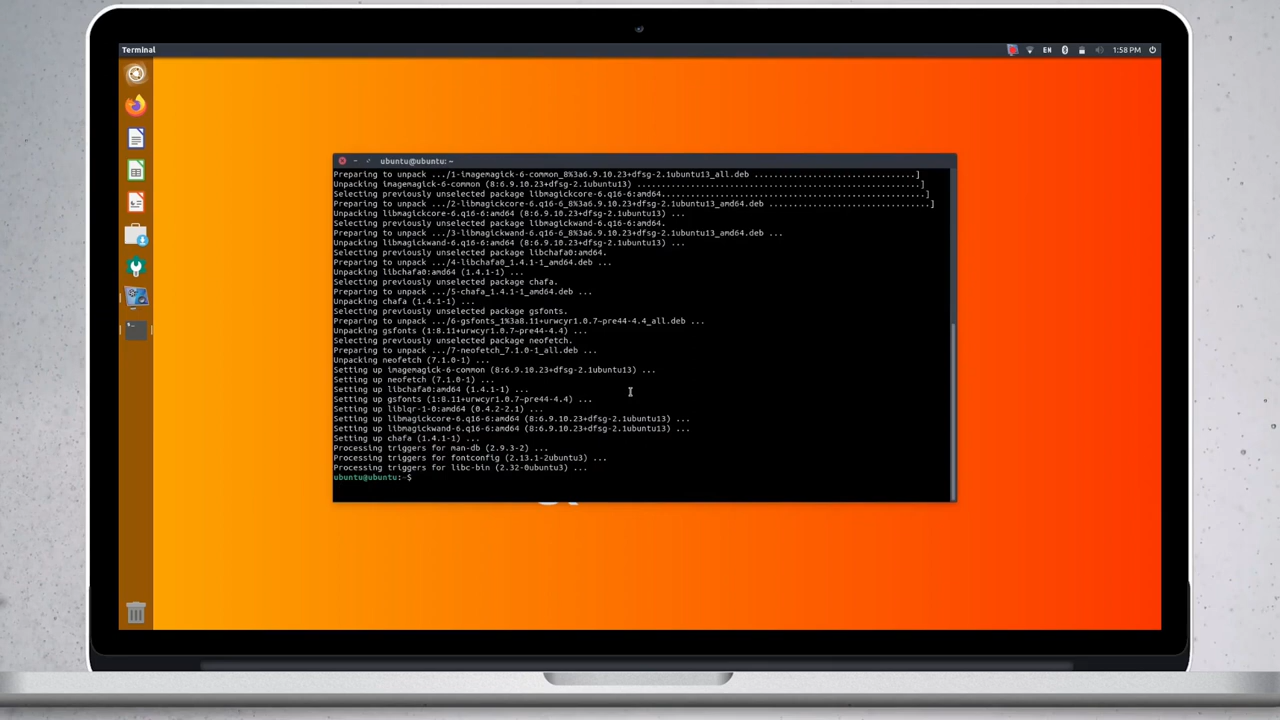 Terminal
EN
1:58 PM
ubuntu@ubuntu: ~
Preparing to unpack .../1-imagemagick-6-common_8%3a6.9.10.23+dfsg-2.1ubuntu13_all.deb ..................................]
Unpacking imagemagick-6-common (8:6.9.10.23+dfsg-2.1ubuntu13) ............................................................]
Selecting previously unselected package libmagickcore-6.q16-6:amd64.......................................................]
Preparing to unpack .../2-libmagickcore-6.q16-6_8%3a6.9.10.23+dfsg-2.1ubuntu13_amd64.deb ..................................]
Unpacking libmagickcore-6.q16-6:amd64 (8:6.9.10.23+dfsg-2.1ubuntu13) ...
Selecting previously unselected package libmagickwand-6.q16-6:amd64.
Preparing to unpack .../3-libmagickwand-6.q16-6_8%3a6.9.10.23+dfsg-2.1ubuntu13_amd64.deb ...
Unpacking libmagickwand-6.q16-6:amd64 (8:6.9.10.23+dfsg-2.1ubuntu13) ...
Selecting previously unselected package libchafa0:amd64.
Preparing to unpack .../4-libchafa0_1.4.1-1_amd64.deb ...
Unpacking libchafa0:amd64 (1.4.1-1) ...
Selecting previously unselected package chafa.
Preparing to unpack .../5-chafa_1.4.1-1_amd64.deb ...
Unpacking chafa (1.4.1-1) ...
Selecting previously unselected package gsfonts.
Preparing to unpack .../6-gsfonts_1%3a8.11+urwcyr1.0.7~pre44-4.4_all.deb ...
Unpacking gsfonts (1:8.11+urwcyr1.0.7~pre44-4.4) ...
Selecting previously unselected package neofetch.
Preparing to unpack .../7-neofetch_7.1.0-1_all.deb ...
Unpacking neofetch (7.1.0-1) ...
Setting up imagemagick-6-common (8:6.9.10.23+dfsg-2.1ubuntu13) ...
Setting up neofetch (7.1.0-1) ...
Setting up libchafa0:amd64 (1.4.1-1) ...
Setting up gsfonts (1:8.11+urwcyr1.0.7~pre44-4.4) ...
Setting up liblqr-1-0:amd64 (0.4.2-2.1) ...
Setting up libmagickcore-6.q16-6:amd64 (8:6.9.10.23+dfsg-2.1ubuntu13) ...
Setting up libmagickwand-6.q16-6:amd64 (8:6.9.10.23+dfsg-2.1ubuntu13) ...
Setting up chafa (1.4.1-1) ...
Processing triggers for man-db (2.9.3-2) ...
Processing triggers for fontconfig (2.13.1-2ubuntu3) ...
Processing triggers for libc-bin (2.32-0ubuntu3) ...
ubuntu@ubuntu:~$